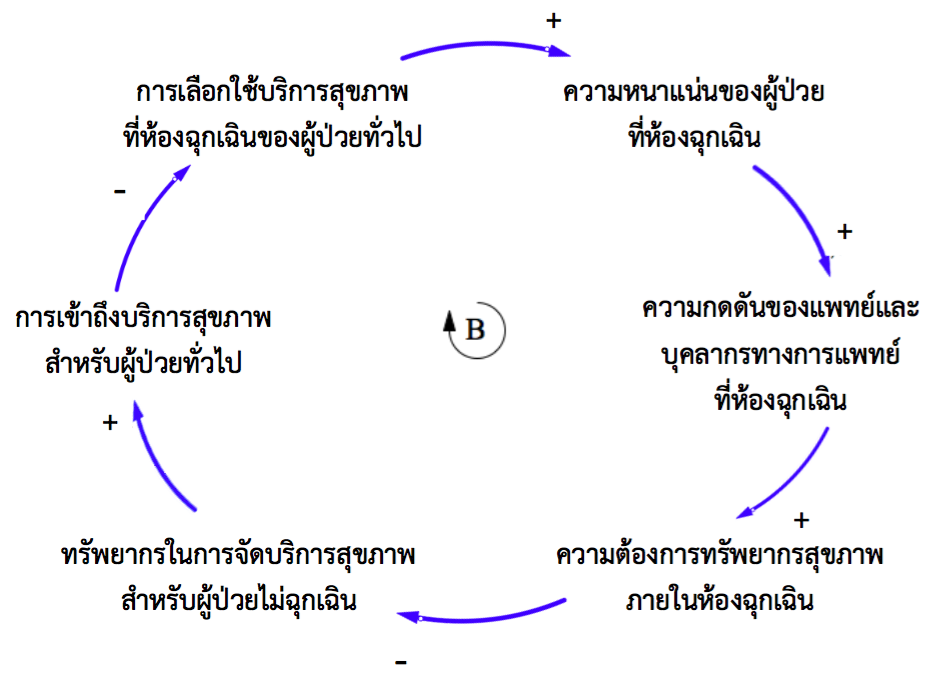 +
การเลือกใช้บริการสุขภาพ
ที่ห้องฉุกเฉินของผู้ป่วยทั่วไป
ความหนาแน่นของผู้ป่วย
ที่ห้องฉุกเฉิน
+
ความกดดันของแพทย์และ
บุคลากรทางการแพทย์
ที่ห้องฉุกเฉิน
+
ความต้องการทรัพยากรสุขภาพ
ภายในห้องฉุกเฉิน
-
ทรัพยากรในการจัดบริการสุขภาพ
สำหรับผู้ป่วยไม่ฉุกเฉิน
+
การเข้าถึงบริการสุขภาพ
สำหรับผู้ป่วยทั่วไป
-
B